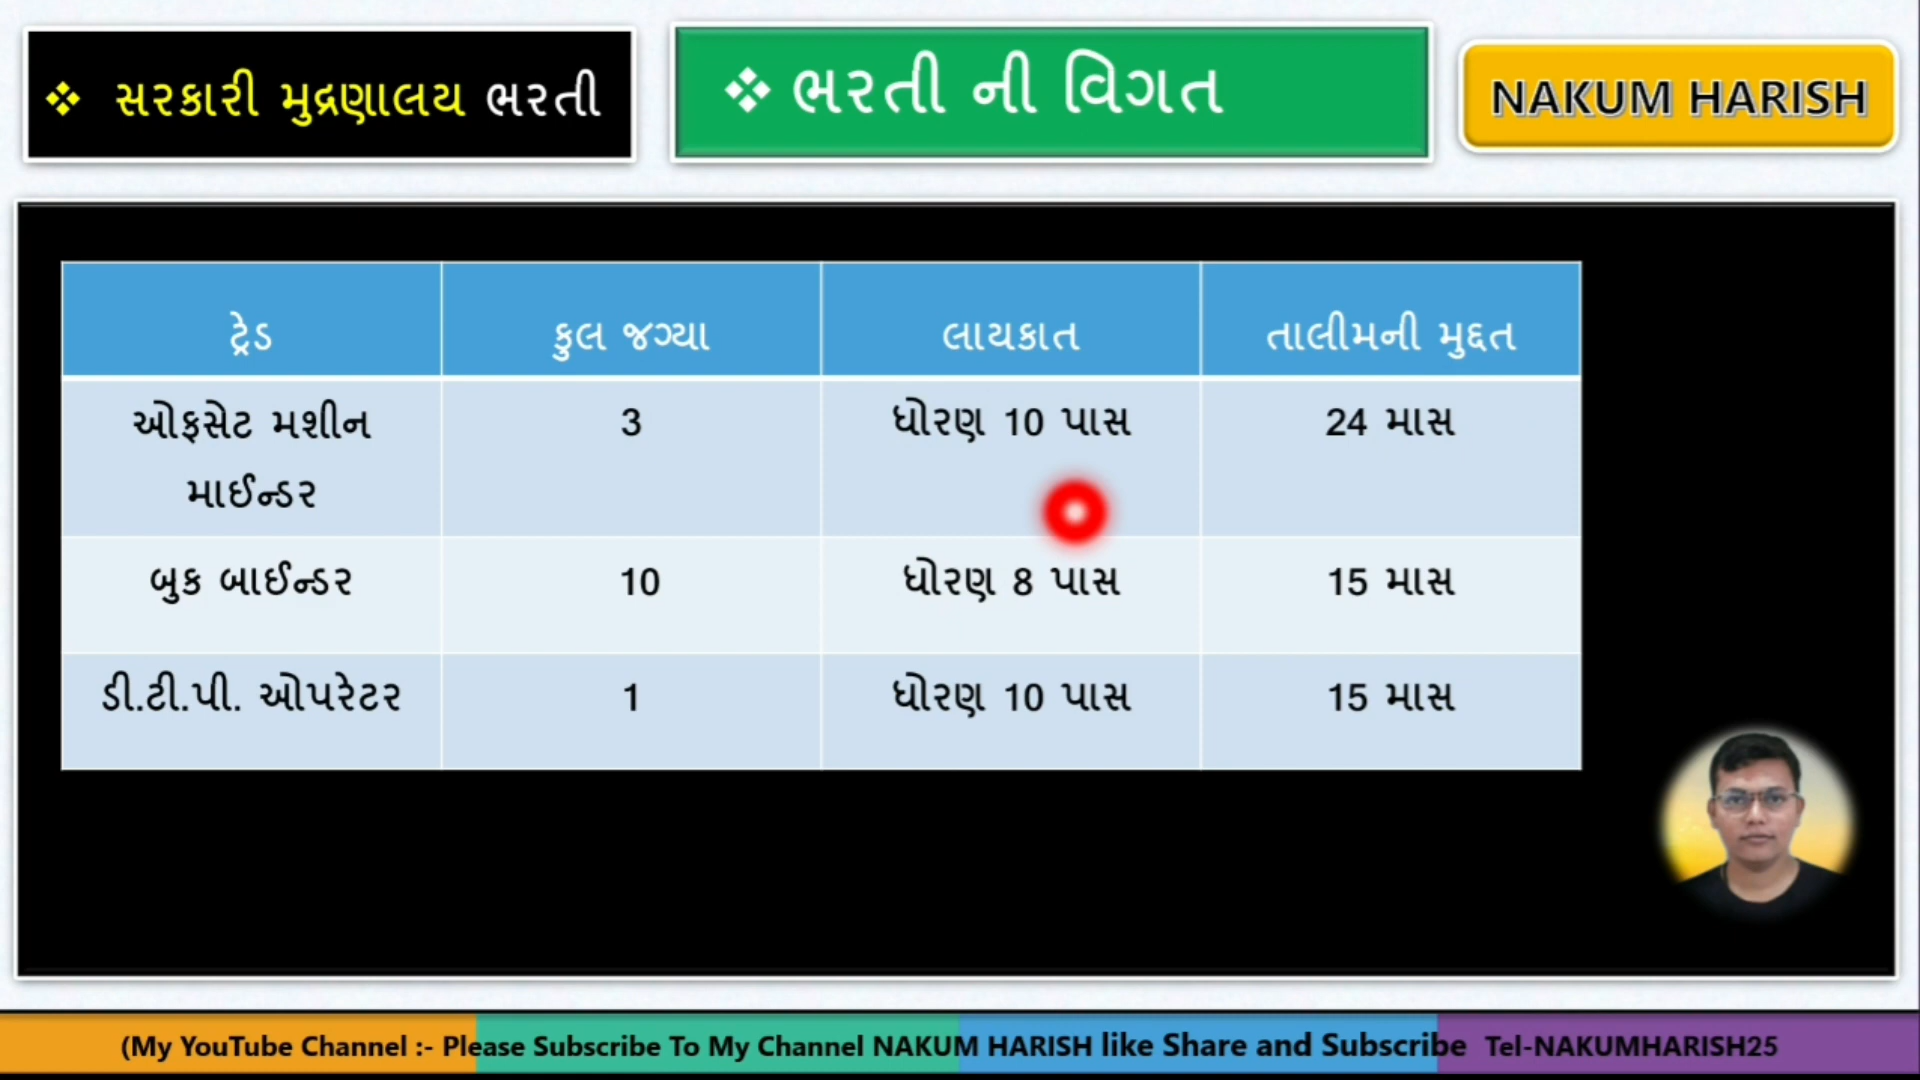 ❖ સરકારી મુદ્રણાલય ભરતી
❖ ભરતી ની વિગત
NAKUM HARISH
ટ્રેડ
કુલ જગ્યા
લાયકાત
તાલીમની મુદ્દત
ઓફસેટ મશીન
માઈન્ડર
3
ધોરણ 10 પાસ
24 માસ
બુક બાઈન્ડર
10
ધોરણ 8 પાસ
15 માસ
ડી.ટી.પી. ઓપરેટર
1
ધોરણ 10 પાસ
15 માસ
(My YouTube Channel :- Please Subscribe To My Channel NAKUM HARISH like Share and Subscribe Tel-NAKUMHARISH25